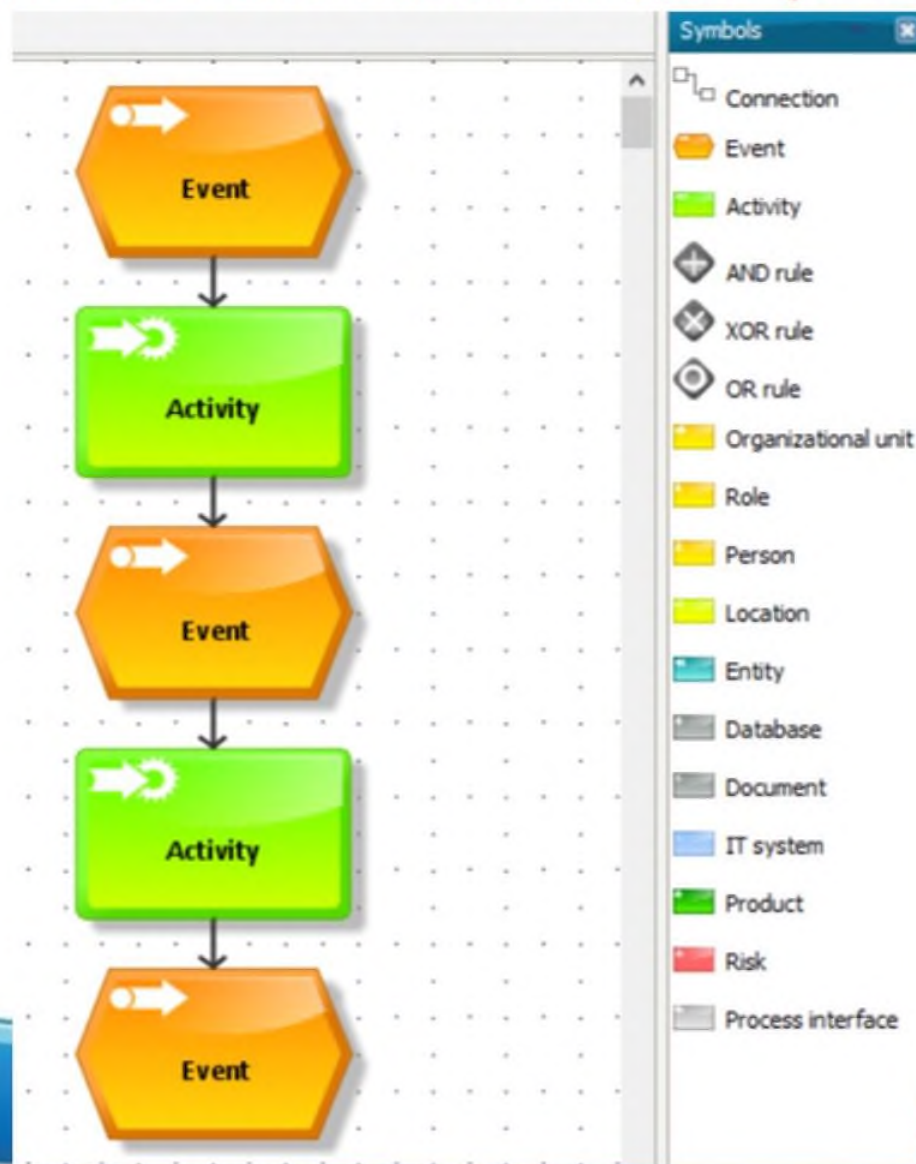 Event
Activity
Event
Activity
Event
Symbols
Connection
Event
Activity
AND rule
XOR rule
OR rule
Organizational unit
Role
Person
Location
Entity
Database
Document
IT system
Product
Risk
Process interface